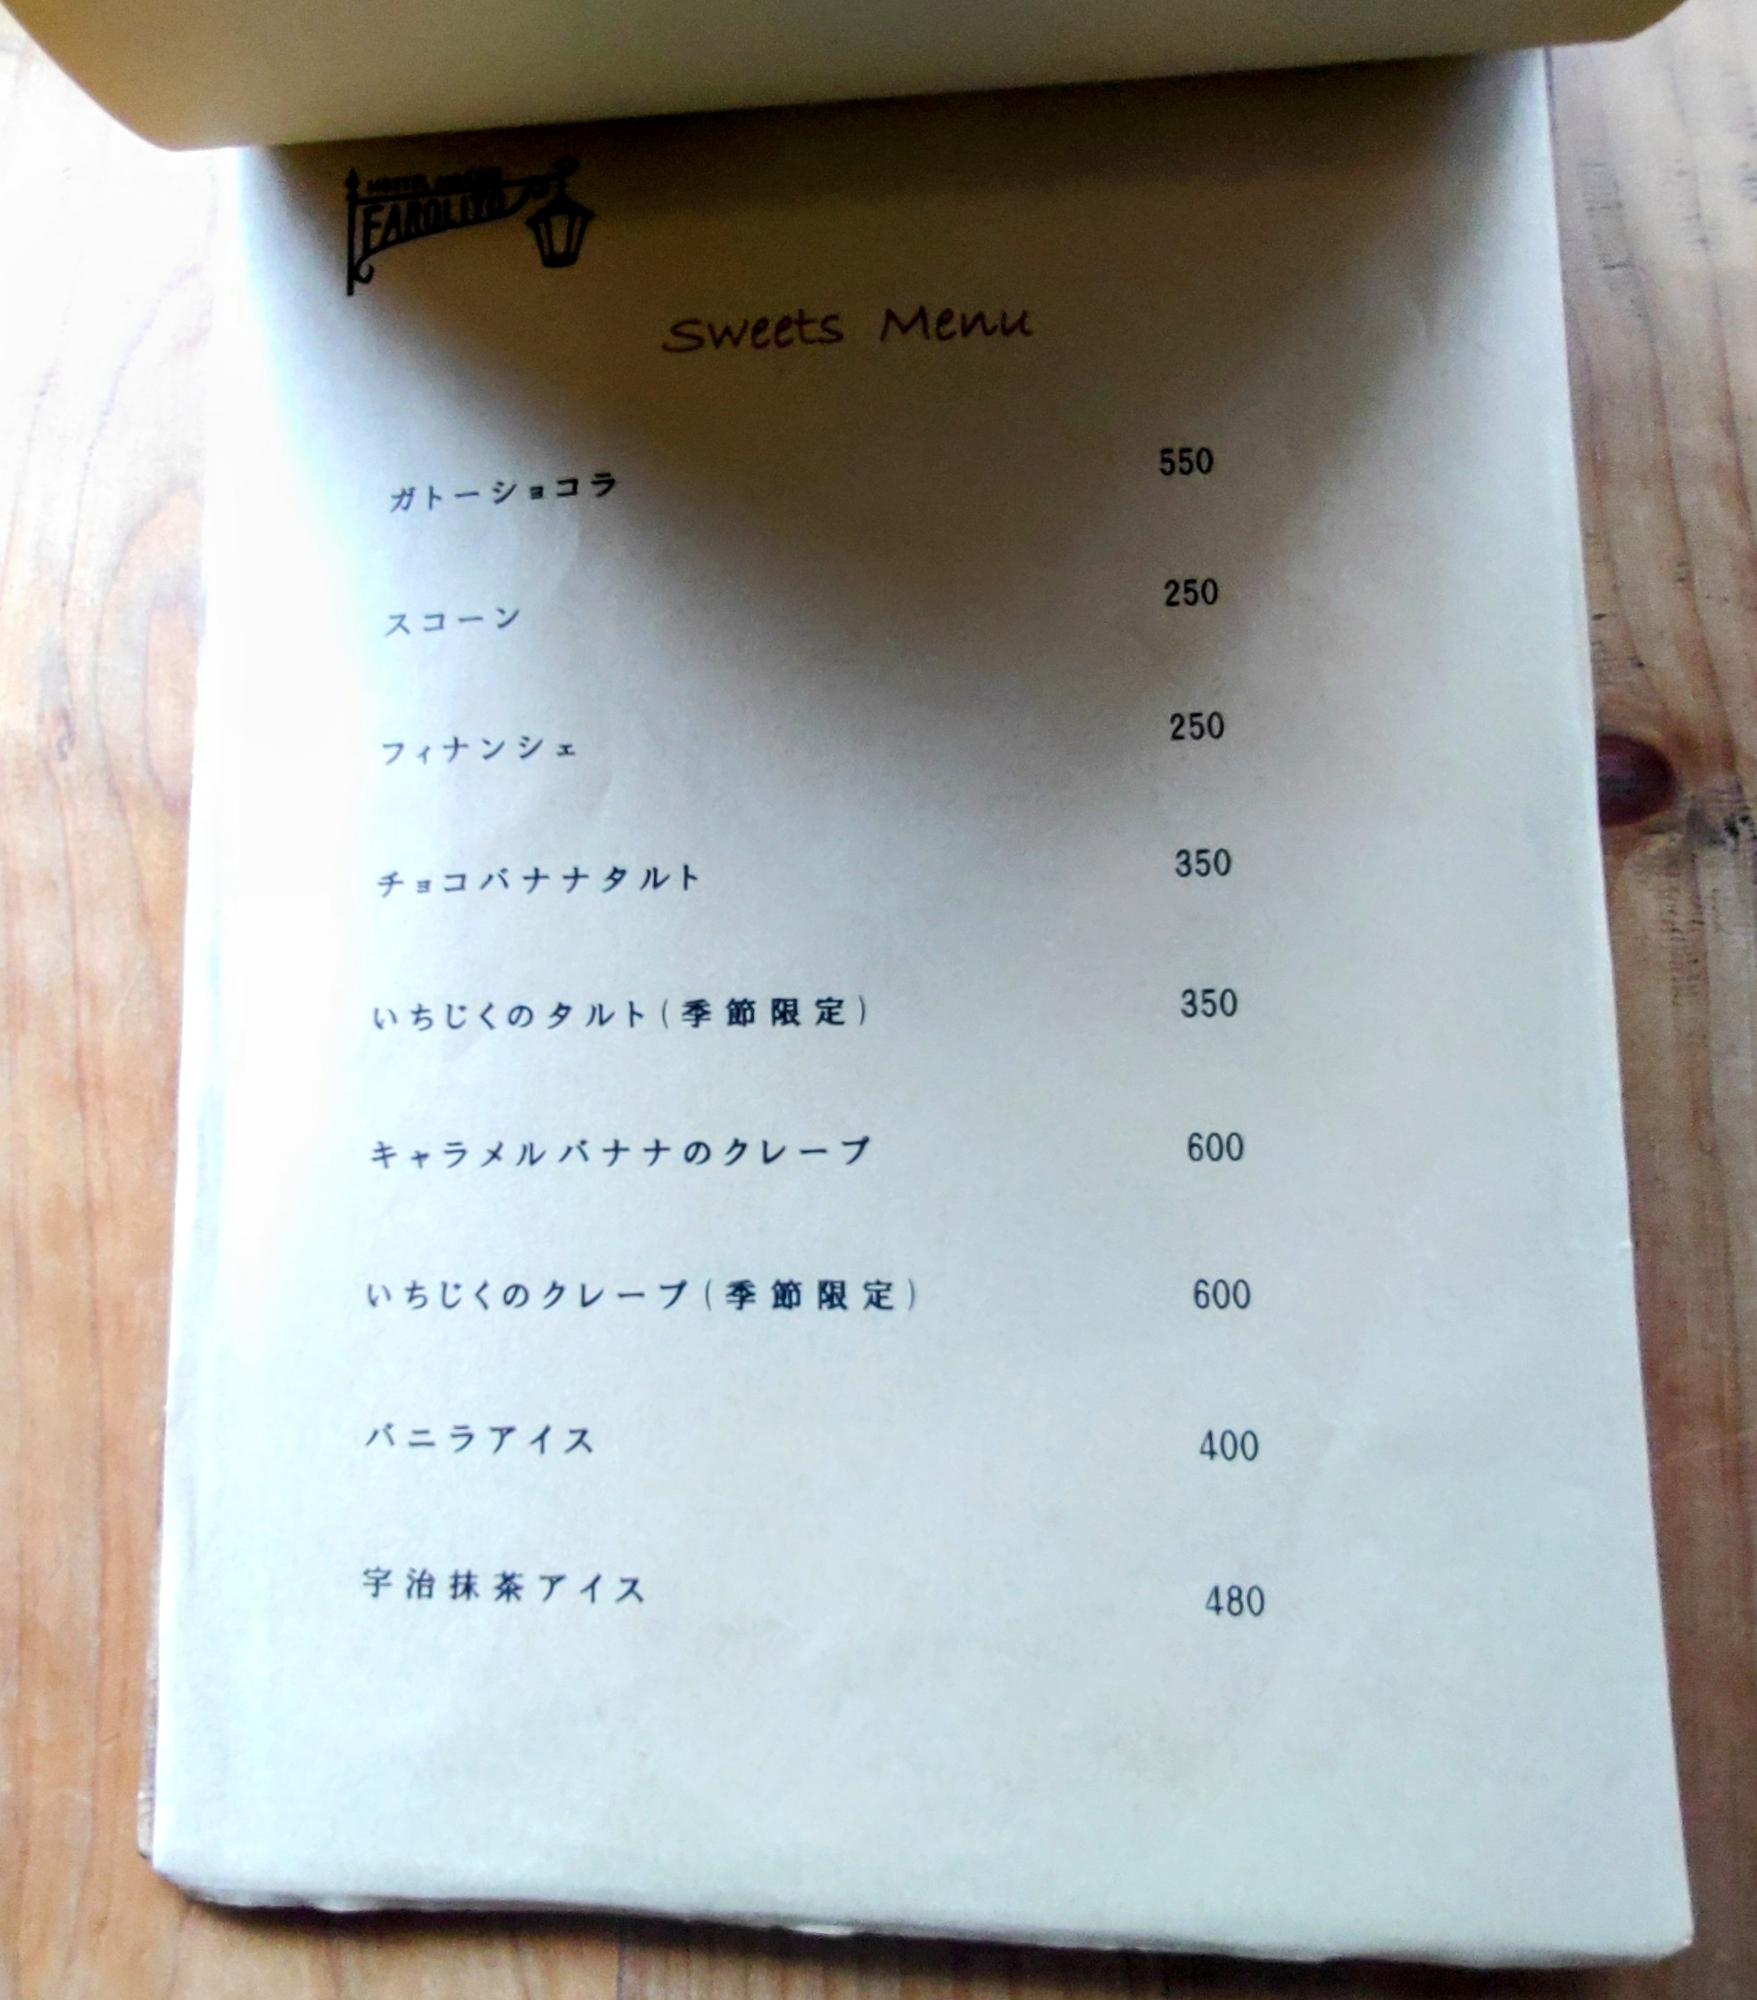 FAROLITO
Sweets Menu
ガトーショコラ 550
スコーン 250
フィナンシェ 250
チョコバナナタルト 350
いちじくのタルト(季節限定) 350
キャラメルバナナのクレープ 600
いちじくのクレープ(季節限定) 600
バニラアイス 400
宇治抹茶アイス 480